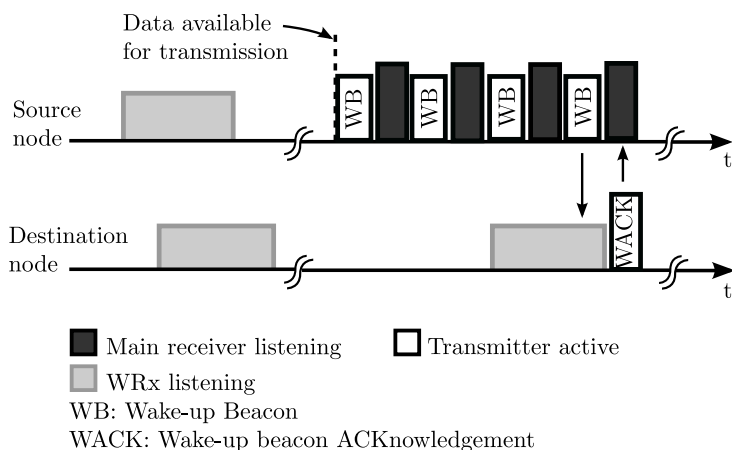 Data available
for transmission
Source
node
WB
WB
WB
WB
t
Destination
node
WACK
t
Main receiver listening
Transmitter active
WRx listening
WB: Wake-up Beacon
WACK: Wake-up beacon ACKnowledgement